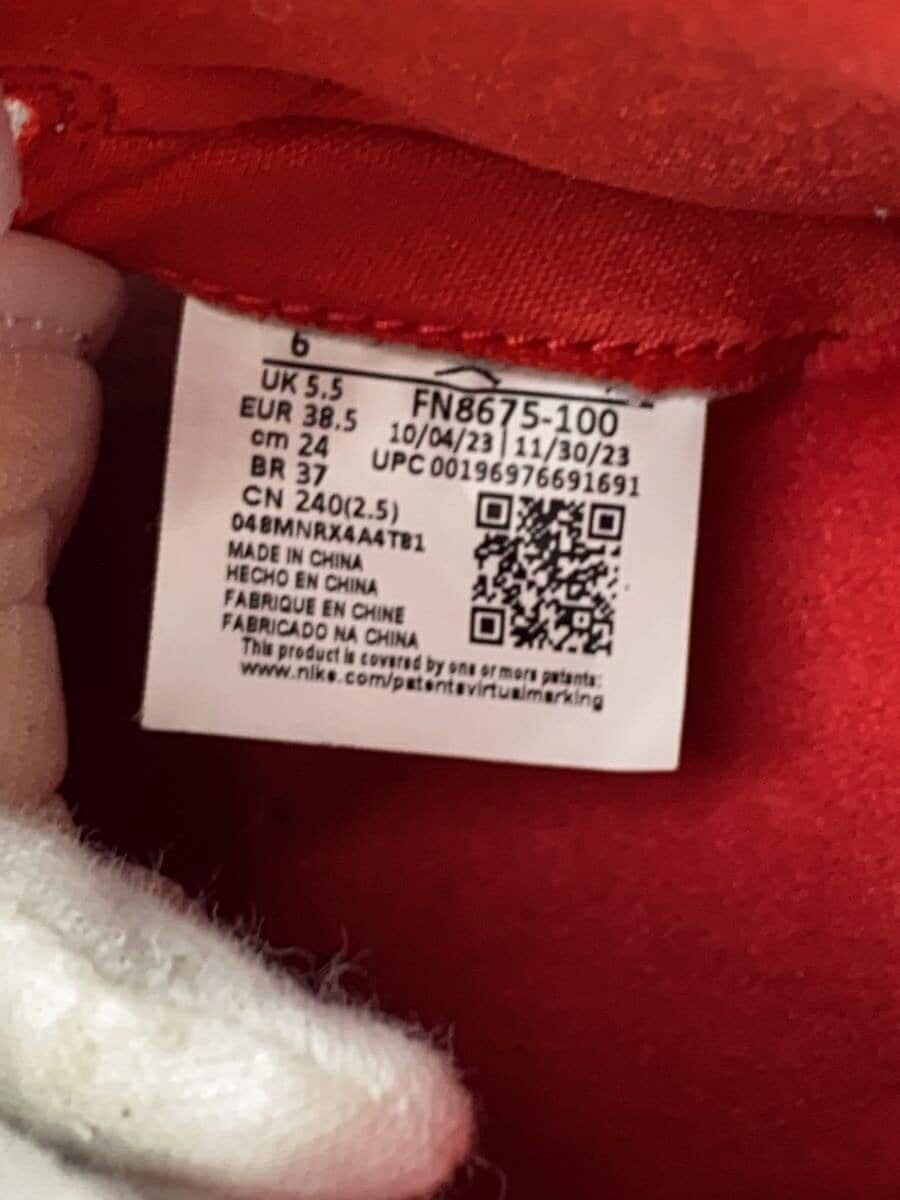 6
UK 5.5
EUR 38.5
cm 24
BR 37
CN 240(2.5)
FN8675-100
10/04/23 | 11/30/23
UPC 00196976691691
048MNRX4A4TB1
MADE IN CHINA
HECHO EN CHINA
FABRIQUE EN CHINE
FABRICADO NA CHINA
This product is covered by one or more patents:
www.nike.com/patentsvirtualmarking